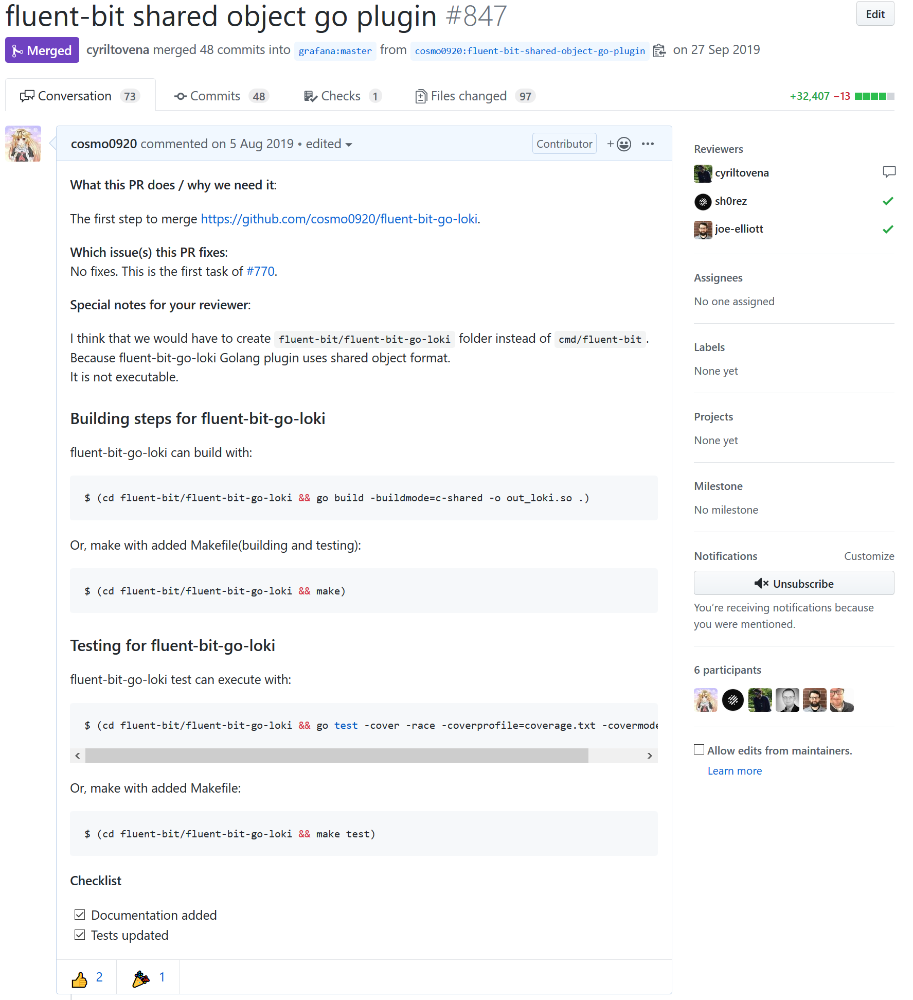 fluent-bit shared object go plugin #847
Edit
Merged cyriltovena merged 48 commits into grafana:master from cosmo0920:fluent-bit-shared-object-go-plugin on 27 Sep 2019
Conversation 73 Commits 48 Checks 1 Files changed 97 +32,407 −13
cosmo0920 commented on 5 Aug 2019 • edited Contributor
What this PR does / why we need it:
The first step to merge https://github.com/cosmo0920/fluent-bit-go-loki.
Which issue(s) this PR fixes:
No fixes. This is the first task of #770.
Special notes for your reviewer:
I think that we would have to create fluent-bit/fluent-bit-go-loki folder instead of cmd/fluent-bit.
Because fluent-bit-go-loki Golang plugin uses shared object format.
It is not executable.
Building steps for fluent-bit-go-loki
fluent-bit-go-loki can build with:
$ (cd fluent-bit/fluent-bit-go-loki && go build -buildmode=c-shared -o out_loki.so .)
Or, make with added Makefile(building and testing):
$ (cd fluent-bit/fluent-bit-go-loki && make)
Testing for fluent-bit-go-loki
fluent-bit-go-loki test can execute with:
$ (cd fluent-bit/fluent-bit-go-loki && go test -cover -race -coverprofile=coverage.txt -covermode
Or, make with added Makefile:
$ (cd fluent-bit/fluent-bit-go-loki && make test)
Checklist
Documentation added
Tests updated
2 1
Reviewers
cyriltovena
sh0rez
joe-elliott
Assignees
No one assigned
Labels
None yet
Projects
None yet
Milestone
No milestone
Notifications Customize
Unsubscribe
You're receiving notifications because
you were mentioned.
6 participants
Allow edits from maintainers.
Learn more